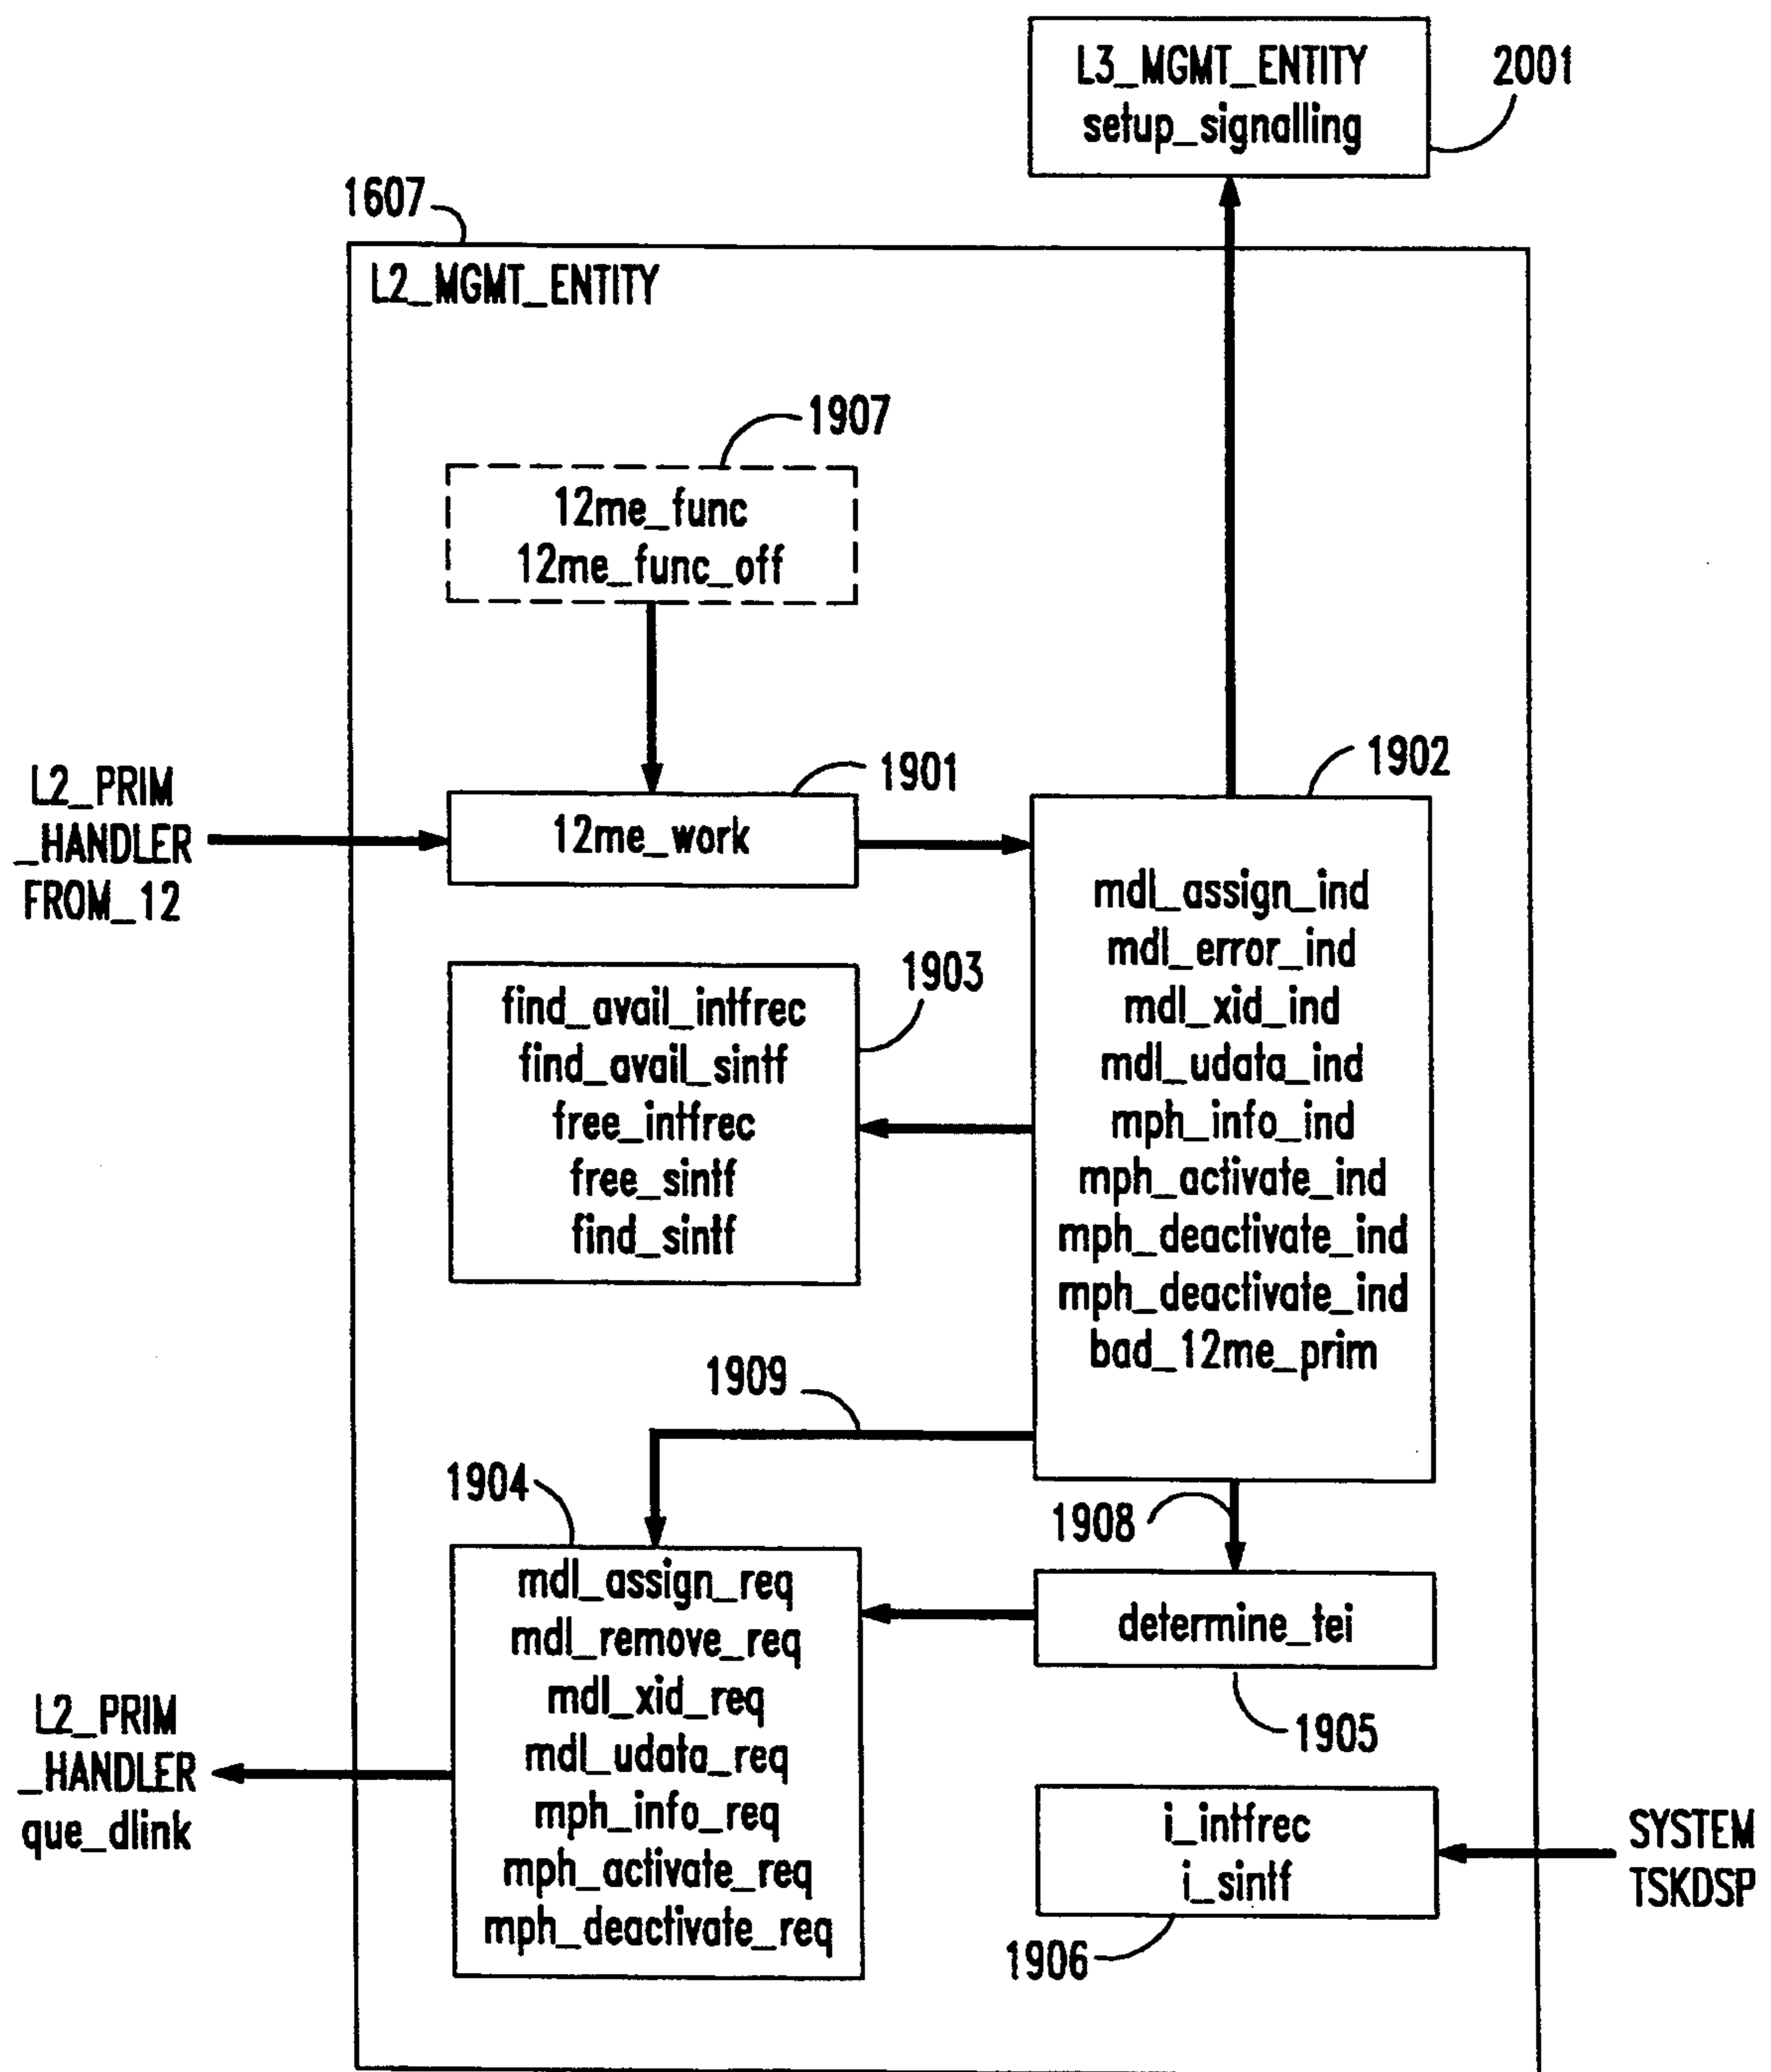 L3_MGMT_ENTITY
setup_signalling
2001
1607
L2_MGMT_ENTITY
1907
12me_func
12me_func_off
L2_PRIM
_HANDLER
FROM_12
1901
12me_work
1902
mdl_assign_ind
mdl_error_ind
mdl_xid_ind
mdl_udata_ind
mph_info_ind
mph_activate_ind
mph_deactivate_ind
mph_deactivate_ind
bad_12me_prim
1903
find_avail_intfrec
find_avail_sintf
free_intfrec
free_sintf
find_sintf
1909
1904
1908
mdl_assign_req
mdl_remove_req
mdl_xid_req
mdl_udata_req
mph_info_req
mph_activate_req
mph_deactivate_req
determine_tei
1905
L2_PRIM
_HANDLER
que_dlink
i_intfrec
i_sintf
1906
SYSTEM
TSKDSP